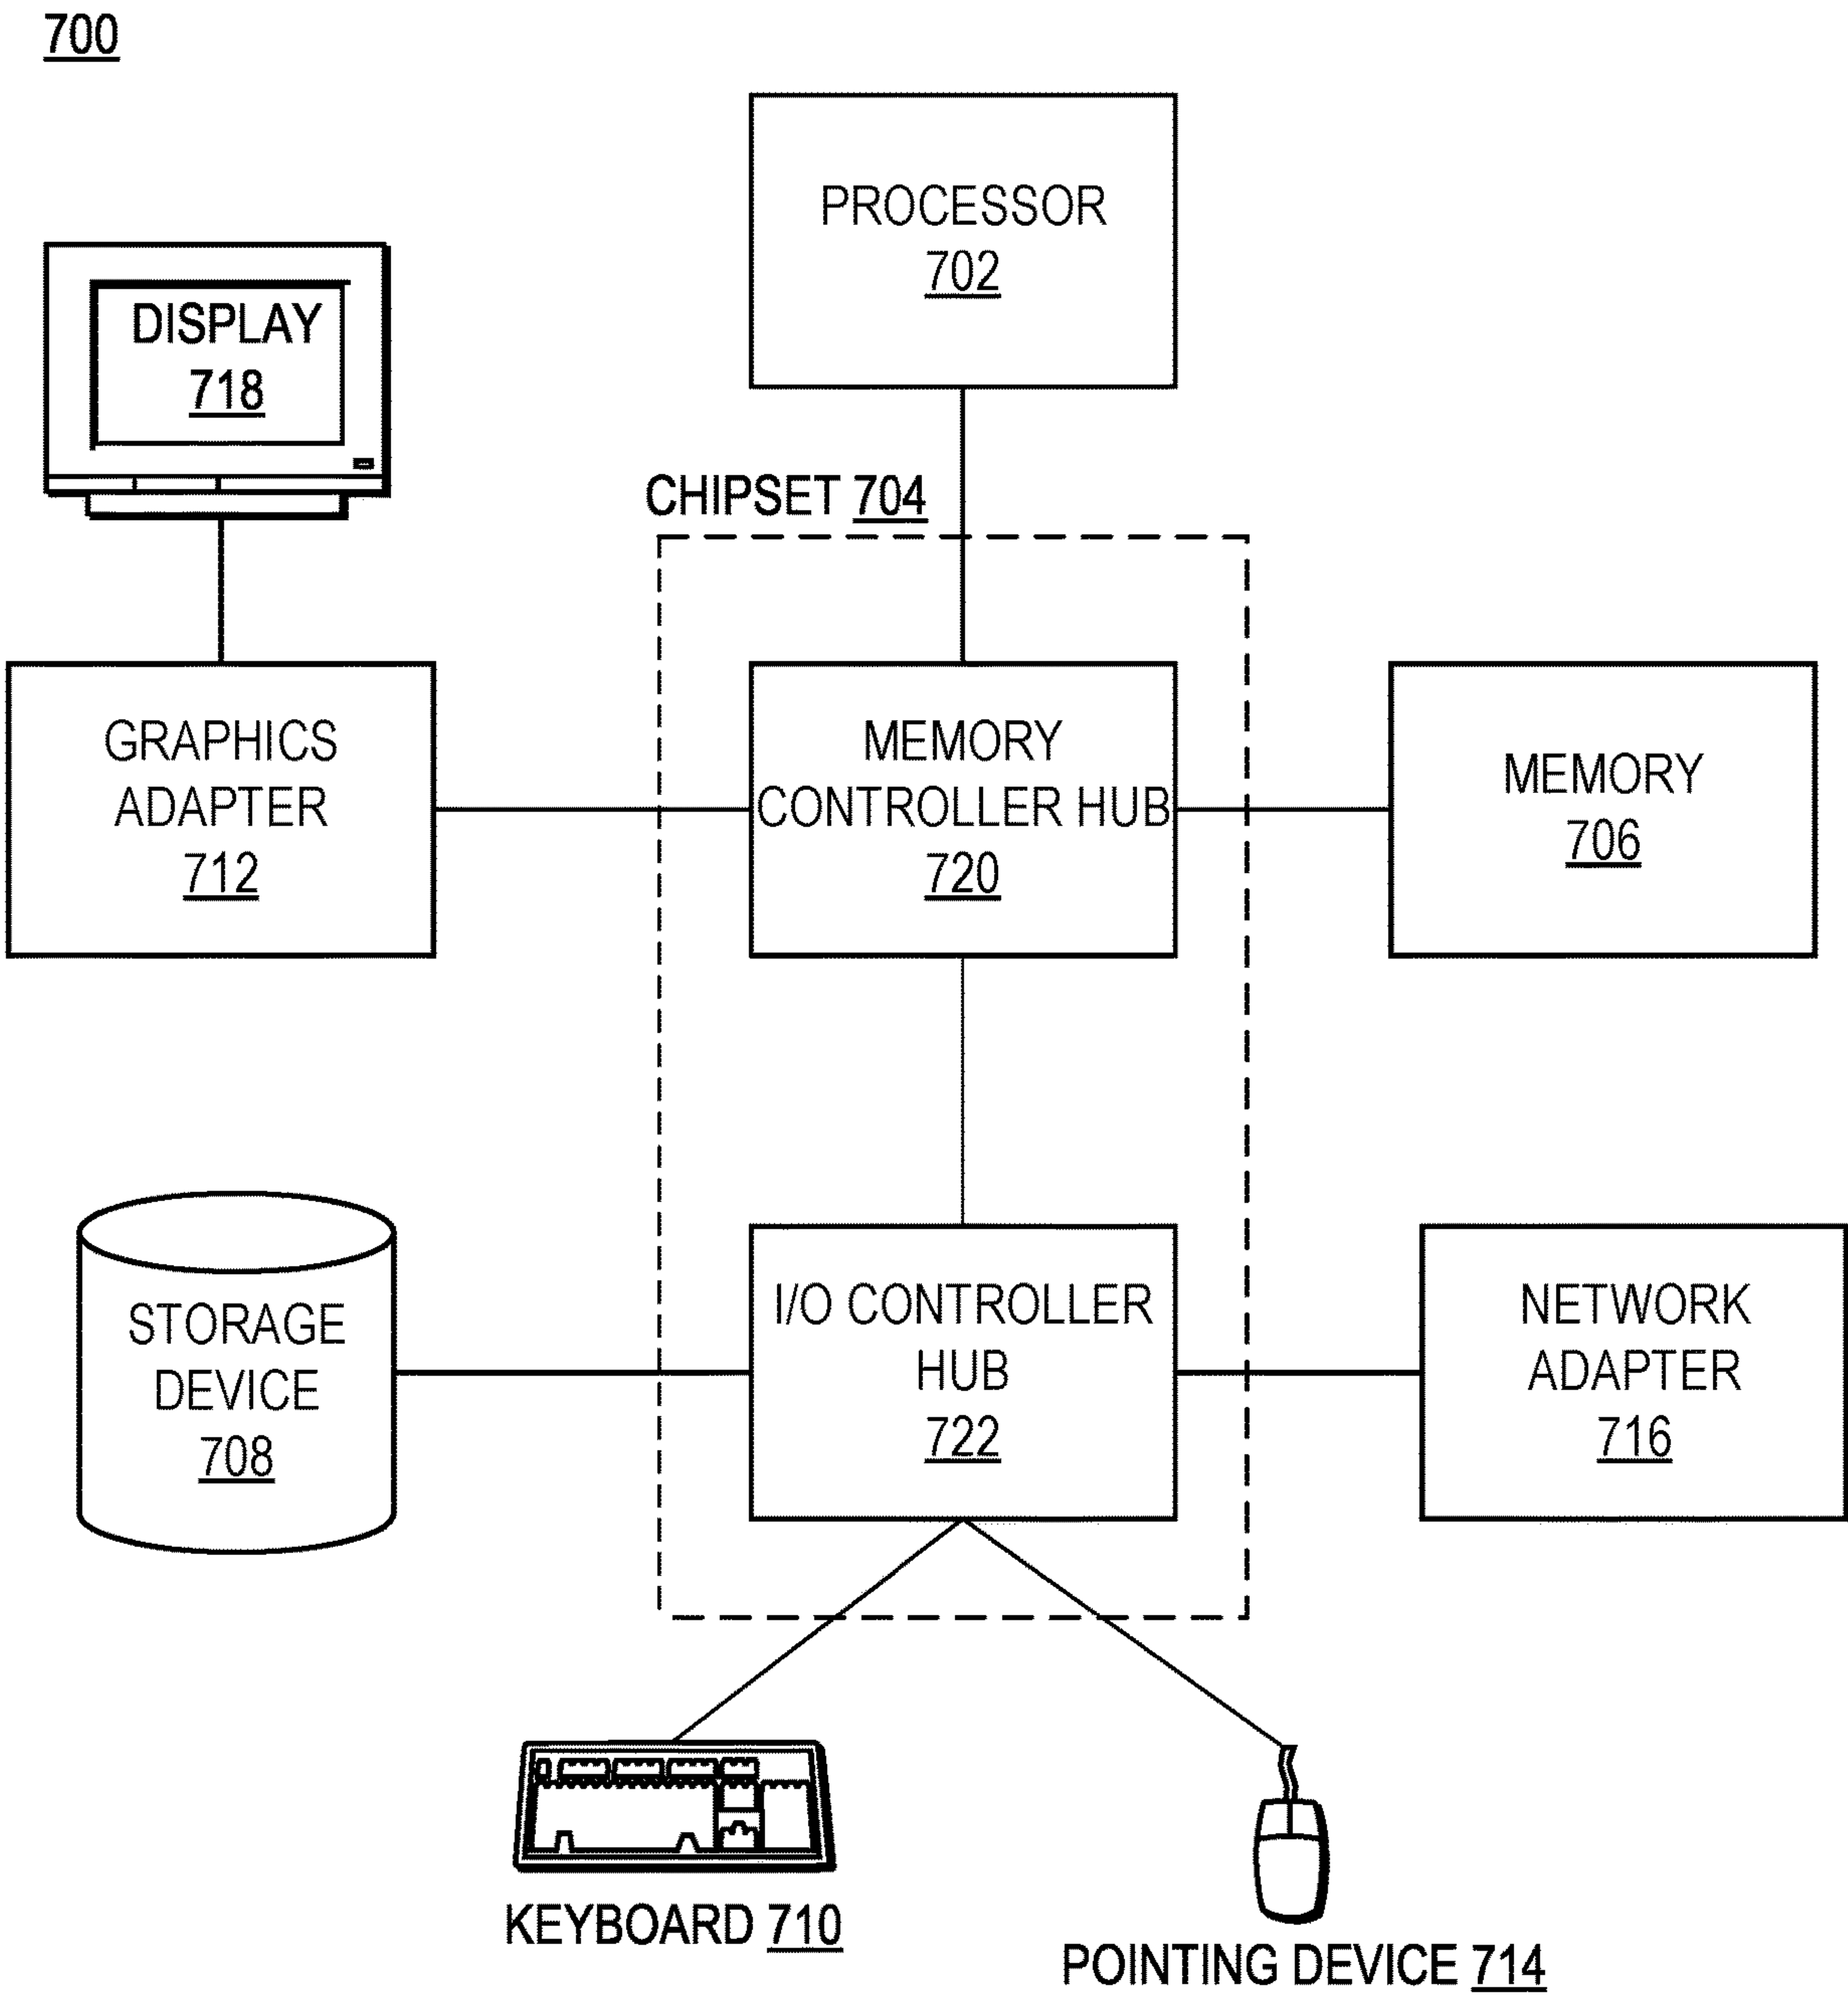 700
PROCESSOR
702
DISPLAY
718
CHIPSET 704
GRAPHICS
ADAPTER
712
MEMORY
CONTROLLER HUB
720
MEMORY
706
STORAGE
DEVICE
708
I/O CONTROLLER
HUB
722
NETWORK
ADAPTER
716
KEYBOARD 710
POINTING DEVICE 714